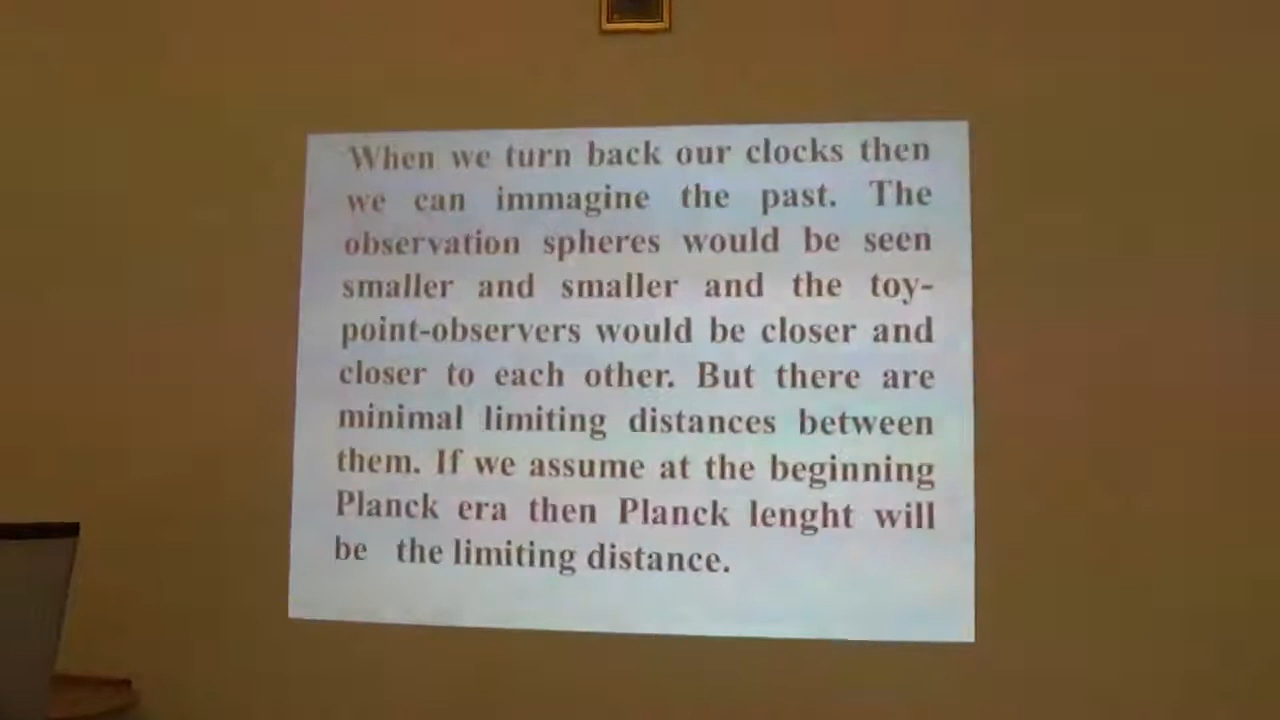 When we turn back our clocks then
we can immagine the past. The
observation spheres would be seen
smaller and smaller and the toy-
point-observers would be closer and
closer to each other. But there are
minimal limiting distances between
them. If we assume at the beginning
Planck era then Planck lenght will
be the limiting distance.